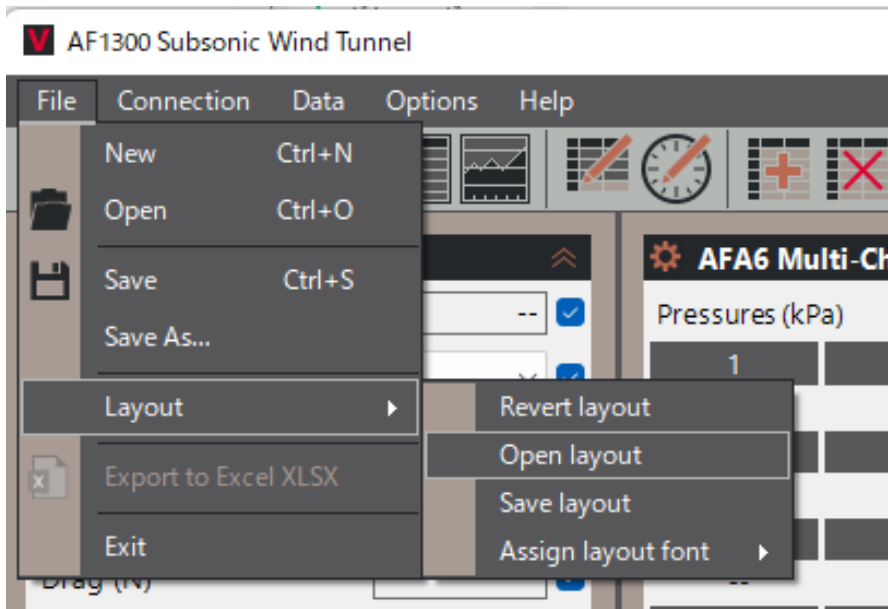 AF1300 Subsonic Wind Tunnel
File Connection Data Options Help
New Ctrl+N
Open Ctrl+O
Save Ctrl+S
Save As...
Layout
Export to Excel XLSX
Exit
Revert layout
Open layout
Save layout
Assign layout font
--
AFA6 Multi-Ch
Pressures (kPa)
1
--
Drag (N)